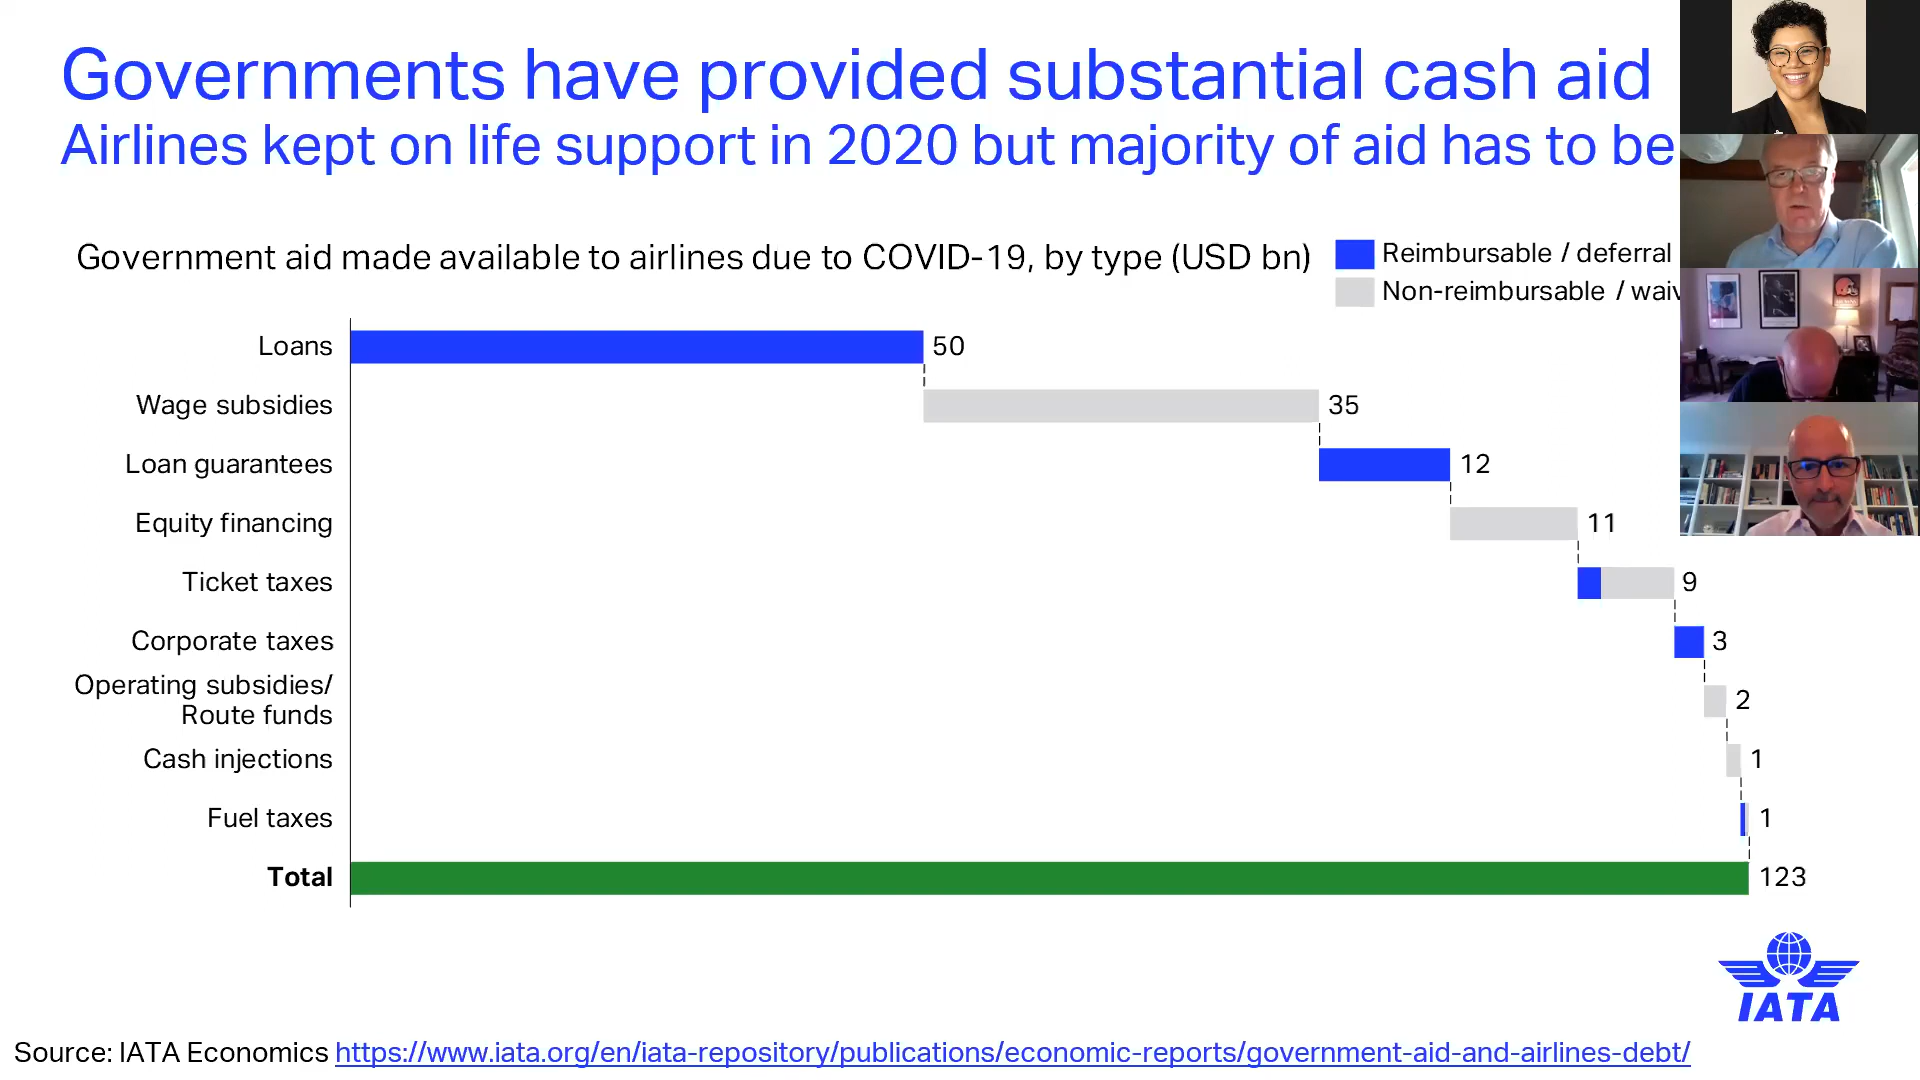 Governments have provided substantial cash aid
Airlines kept on life support in 2020 but majority of aid has to be
Government aid made available to airlines due to COVID-19, by type (USD bn)
Reimbursable / deferral
Non-reimbursable /
Loans 50
Wage subsidies 35
Loan guarantees 12
Equity financing 11
Ticket taxes 9
Corporate taxes 3
Operating subsidies/
Route funds 2
Cash injections 1
Fuel taxes 1
Total 123
IATA
Source: IATA Economics https://www.iata.org/en/iata-repository/publications/economic-reports/government-aid-and-airlines-debt/